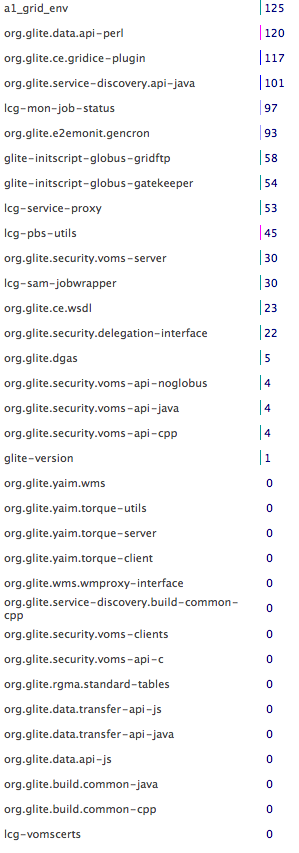 a1_grid_env 125
org.glite.data.api-perl 120
org.glite.ce.gridice-plugin 117
org.glite.service-discovery.api-java 101
lcg-mon-job-status 97
org.glite.e2emonit.gencron 93
glite-initscript-globus-gridftp 58
glite-initscript-globus-gatekeeper 54
lcg-service-proxy 53
lcg-pbs-utils 45
org.glite.security.voms-server 30
lcg-sam-jobwrapper 30
org.glite.ce.wsdl 23
org.glite.security.delegation-interface 22
org.glite.dgas 5
org.glite.security.voms-api-noglobus 4
org.glite.security.voms-api-java 4
org.glite.security.voms-api-cpp 4
glite-version 1
org.glite.yaim.wms 0
org.glite.yaim.torque-utils 0
org.glite.yaim.torque-server 0
org.glite.yaim.torque-client 0
org.glite.wms.wmproxy-interface 0
org.glite.service-discovery.build-common-
cpp 0
org.glite.security.voms-clients 0
org.glite.security.voms-api-c 0
org.glite.rgma.standard-tables 0
org.glite.data.transfer-api-js 0
org.glite.data.transfer-api-java 0
org.glite.data.api-js 0
org.glite.build.common-java 0
org.glite.build.common-cpp 0
lcg-vomscerts 0